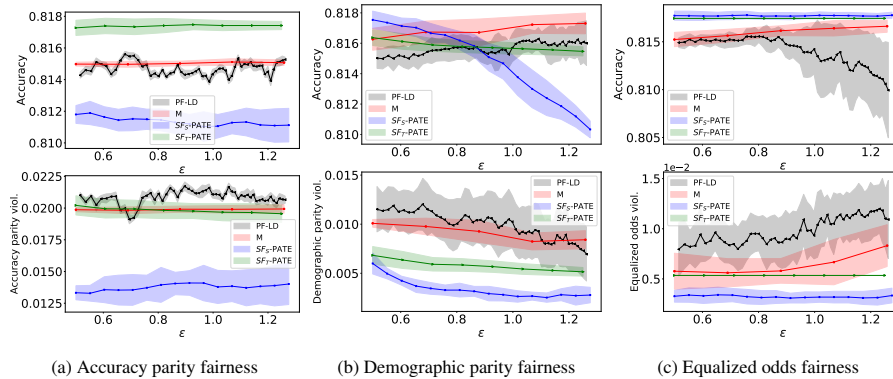 0.818
0.816
0.814
0.812
0.810
Accuracy
0.6 0.8 1.0 1.2
ε
PF-LD
M
SF_S-PATE
SF_T-PATE
0.0225
0.0200
0.0175
0.0150
0.0125
Accuracy parity viol.
0.6 0.8 1.0 1.2
ε
PF-LD
M
SF_S-PATE
SF_T-PATE
(a) Accuracy parity fairness
0.818
0.816
0.814
0.812
0.810
Accuracy
0.6 0.8 1.0 1.2
ε
PF-LD
M
SF_S-PATE
SF_T-PATE
0.015
0.010
0.005
Demographic parity viol.
0.6 0.8 1.0 1.2
ε
PF-LD
M
SF_S-PATE
SF_T-PATE
(b) Demographic parity fairness
0.815
0.810
0.805
Accuracy
0.6 0.8 1.0 1.2
ε
PF-LD
M
SF_S-PATE
SF_T-PATE
1e−2
1.5
1.0
0.5
Equalized odds viol.
0.6 0.8 1.0 1.2
ε
PF-LD
M
SF_S-PATE
SF_T-PATE
(c) Equalized odds fairness